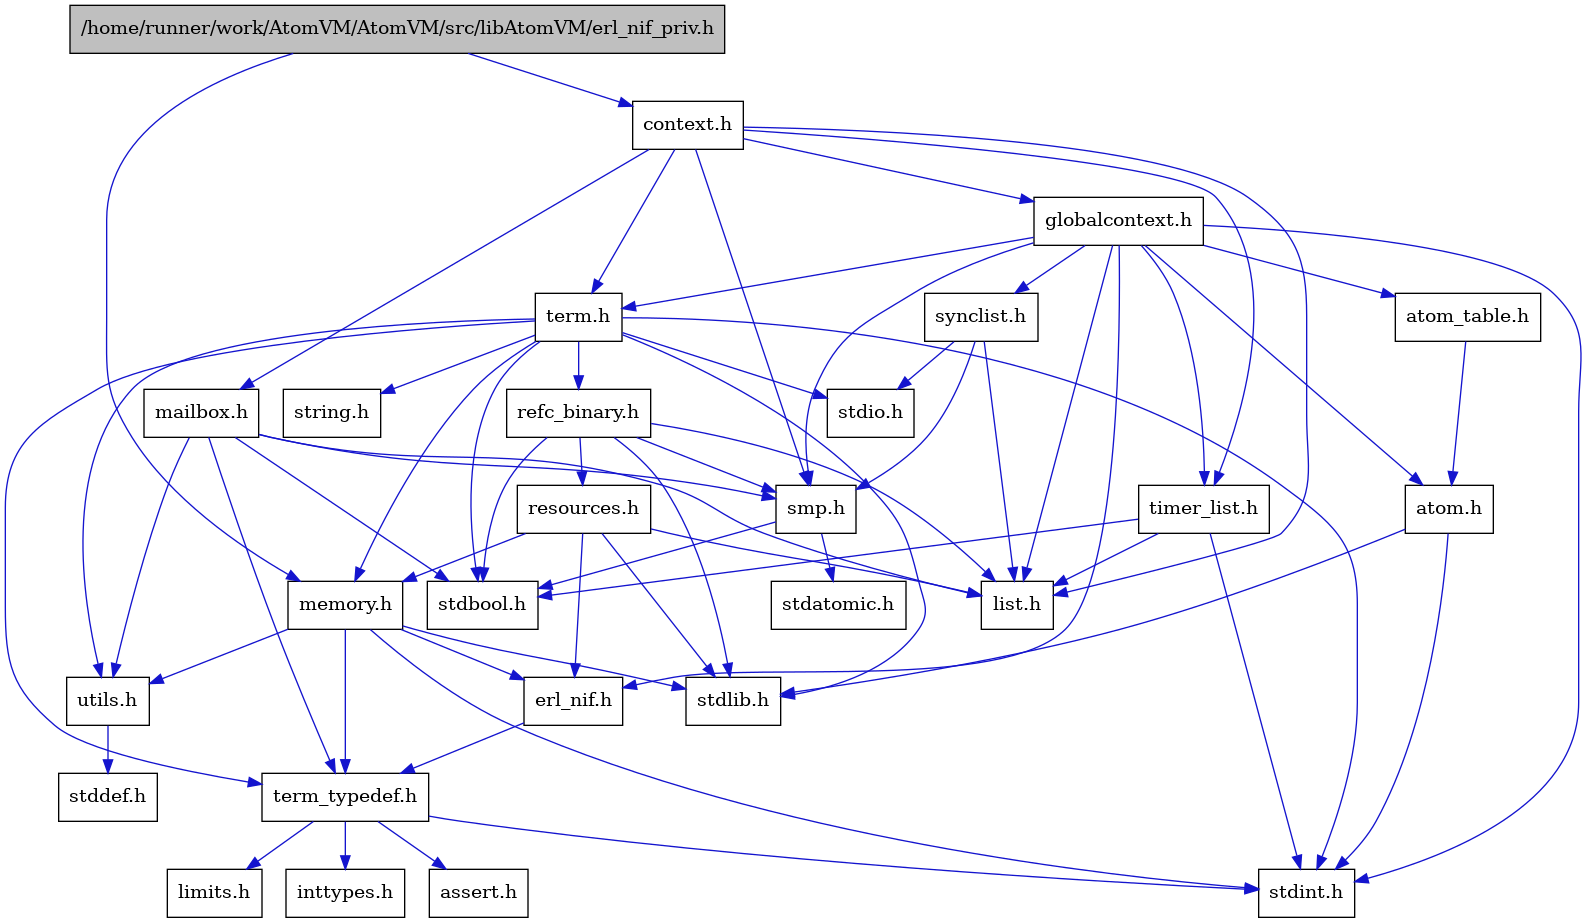 /home/runner/work/AtomVM/AtomVM/src/libAtomVM/erl_nif_priv.h
context.h
globalcontext.h
term.h
synclist.h
atom_table.h
mailbox.h
string.h
refc_binary.h
stdio.h
resources.h
smp.h
timer_list.h
atom.h
memory.h
stdbool.h
stdatomic.h
list.h
utils.h
erl_nif.h
stdlib.h
stddef.h
term_typedef.h
limits.h
inttypes.h
assert.h
stdint.h